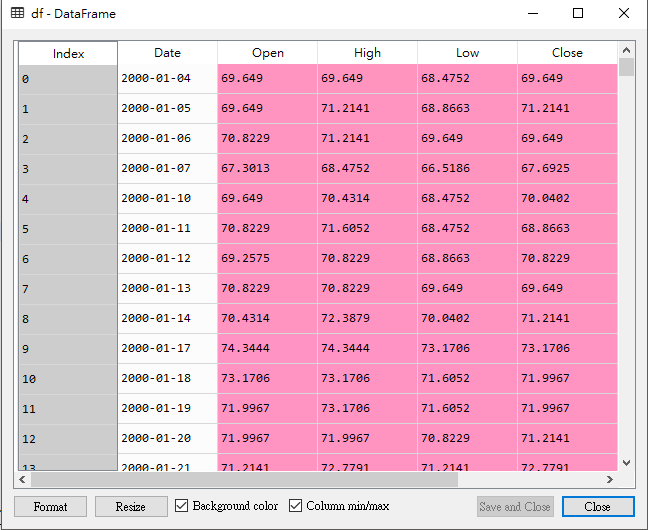 df - DataFrame
Index Date Open High Low Close
0 2000-01-04 69.649 69.649 68.4752 69.649
1 2000-01-05 69.649 71.2141 68.8663 71.2141
2 2000-01-06 70.8229 71.2141 69.649 69.649
3 2000-01-07 67.3013 68.4752 66.5186 67.6925
4 2000-01-10 69.649 70.4314 68.4752 70.0402
5 2000-01-11 70.8229 71.6052 68.4752 68.8663
6 2000-01-12 69.2575 70.8229 68.8663 70.8229
7 2000-01-13 70.8229 70.8229 69.649 69.649
8 2000-01-14 70.4314 72.3879 70.0402 71.2141
9 2000-01-17 74.3444 74.3444 73.1706 73.1706
10 2000-01-18 73.1706 73.1706 71.6052 71.9967
11 2000-01-19 71.9967 73.1706 71.6052 71.9967
12 2000-01-20 71.9967 71.9967 70.8229 71.2141
13 2000-01-21 71.2141 72.7791 71.2141 72.7791
Format Resize Background color Column min/max Save and Close Close